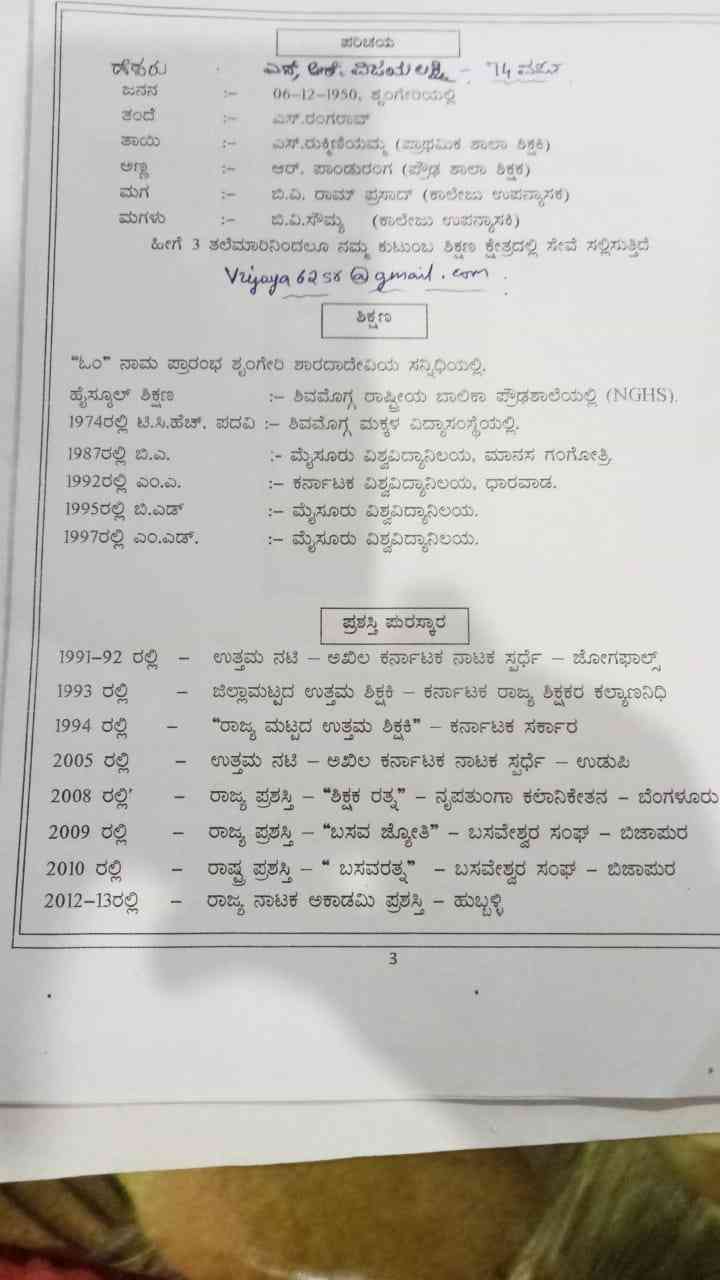 ಪರಿಚಯ
ಹೆಸರು - ಎಸ್. ಆರ್. ವಿಜಯಲಕ್ಷ್ಮಿ - 74 ವರ್ಷ
ಜನನ :- 06-12-1950, ಶೃಂಗೇರಿಯಲ್ಲಿ
ತಂದೆ :- ಎಸ್.ರಂಗರಾವ್
ತಾಯಿ :- ಎಸ್.ರುಕ್ಮಿಣಿಯಮ್ಮ (ಪ್ರಾಥಮಿಕ ಶಾಲಾ ಶಿಕ್ಷಕಿ)
ಅಣ್ಣ :- ಆರ್. ಪಾಂಡುರಂಗ (ಪ್ರೌಢ ಶಾಲಾ ಶಿಕ್ಷಕ)
ಮಗ :- ಬಿ.ವಿ. ರಾಮ್ ಪ್ರಸಾದ್ (ಕಾಲೇಜು ಉಪನ್ಯಾಸಕ)
ಮಗಳು :- ಬಿ.ವಿ.ಸೌಮ್ಯ (ಕಾಲೇಜು ಉಪನ್ಯಾಸಕಿ)
ಹೀಗೆ 3 ತಲೆಮಾರಿನಿಂದಲೂ ನಮ್ಮ ಕುಟುಂಬ ಶಿಕ್ಷಣ ಕ್ಷೇತ್ರದಲ್ಲಿ ಸೇವೆ ಸಲ್ಲಿಸುತ್ತಿದೆ
Vijaya6258@gmail.com
ಶಿಕ್ಷಣ
"ಓಂ" ನಾಮ ಪ್ರಾರಂಭ ಶೃಂಗೇರಿ ಶಾರದಾದೇವಿಯ ಸನ್ನಿಧಿಯಲ್ಲಿ.
ಹೈಸ್ಕೂಲ್ ಶಿಕ್ಷಣ :- ಶಿವಮೊಗ್ಗ ರಾಷ್ಟ್ರೀಯ ಬಾಲಿಕಾ ಪ್ರೌಢಶಾಲೆಯಲ್ಲಿ (NGHS).
1974ರಲ್ಲಿ ಟಿ.ಸಿ.ಹೆಚ್. ಪದವಿ :- ಶಿವಮೊಗ್ಗ ಮಕ್ಕಳ ವಿದ್ಯಾಸಂಸ್ಥೆಯಲ್ಲಿ.
1987ರಲ್ಲಿ ಬಿ.ಎ. :- ಮೈಸೂರು ವಿಶ್ವವಿದ್ಯಾನಿಲಯ, ಮಾನಸ ಗಂಗೋತ್ರಿ.
1992ರಲ್ಲಿ ಎಂ.ಎ. :- ಕರ್ನಾಟಕ ವಿಶ್ವವಿದ್ಯಾನಿಲಯ, ಧಾರವಾಡ.
1995ರಲ್ಲಿ ಬಿ.ಎಡ್ :- ಮೈಸೂರು ವಿಶ್ವವಿದ್ಯಾನಿಲಯ.
1997ರಲ್ಲಿ ಎಂ.ಎಡ್. :- ಮೈಸೂರು ವಿಶ್ವವಿದ್ಯಾನಿಲಯ.
ಪ್ರಶಸ್ತಿ ಪುರಸ್ಕಾರ
1991-92 ರಲ್ಲಿ - ಉತ್ತಮ ನಟಿ - ಅಖಿಲ ಕರ್ನಾಟಕ ನಾಟಕ ಸ್ಪರ್ಧೆ - ಜೋಗಫಾಲ್ಸ್
1993 ರಲ್ಲಿ - ಜಿಲ್ಲಾಮಟ್ಟದ ಉತ್ತಮ ಶಿಕ್ಷಕಿ - ಕರ್ನಾಟಕ ರಾಜ್ಯ ಶಿಕ್ಷಕರ ಕಲ್ಯಾಣನಿಧಿ
1994 ರಲ್ಲಿ - "ರಾಜ್ಯ ಮಟ್ಟದ ಉತ್ತಮ ಶಿಕ್ಷಕಿ" - ಕರ್ನಾಟಕ ಸರ್ಕಾರ
2005 ರಲ್ಲಿ - ಉತ್ತಮ ನಟಿ - ಅಖಿಲ ಕರ್ನಾಟಕ ನಾಟಕ ಸ್ಪರ್ಧೆ - ಉಡುಪಿ
2008 ರಲ್ಲಿ' - ರಾಜ್ಯ ಪ್ರಶಸ್ತಿ - "ಶಿಕ್ಷಕ ರತ್ನ" - ನೃಪತುಂಗಾ ಕಲಾನಿಕೇತನ - ಬೆಂಗಳೂರು
2009 ರಲ್ಲಿ - ರಾಜ್ಯ ಪ್ರಶಸ್ತಿ - "ಬಸವ ಜ್ಯೋತಿ" - ಬಸವೇಶ್ವರ ಸಂಘ - ಬಿಜಾಪುರ
2010 ರಲ್ಲಿ - ರಾಷ್ಟ್ರ ಪ್ರಶಸ್ತಿ - " ಬಸವರತ್ನ" - ಬಸವೇಶ್ವರ ಸಂಘ - ಬಿಜಾಪುರ
2012-13ರಲ್ಲಿ - ರಾಜ್ಯ ನಾಟಕ ಅಕಾಡಮಿ ಪ್ರಶಸ್ತಿ - ಹುಬ್ಬಳ್ಳಿ
3